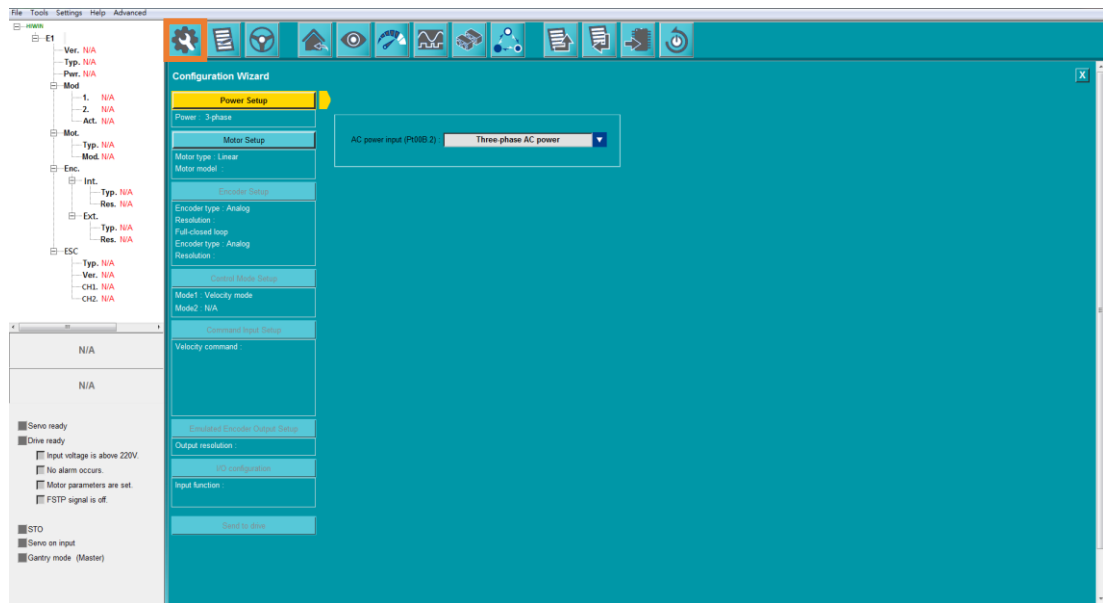 File Tools Settings Help Advanced
HIWIN
E1
Ver. N/A
Typ. N/A
Pwr. N/A
Mod
1. N/A
2. N/A
Act. N/A
Mot.
Typ. N/A
Mod. N/A
Enc.
Int.
Typ. N/A
Res. N/A
Ext.
Typ. N/A
Res. N/A
ESC
Typ. N/A
Ver. N/A
CH1. N/A
CH2. N/A
N/A
N/A
Servo ready
Drive ready
Input voltage is above 220V.
No alarm occurs.
Motor parameters are set.
FSTP signal is off.
STO
Servo on input
Gantry mode (Master)
Configuration Wizard
X
Power Setup
Power : 3-phase
Motor Setup
Motor type : Linear
Motor model :
Encoder Setup
Encoder type : Analog
Resolution :
Full-closed loop
Encoder type : Analog
Resolution :
Control Mode Setup
Mode1 : Velocity mode
Mode2 : N/A
Command Input Setup
Velocity command :
Emulated Encoder Output Setup
Output resolution :
I/O configuration
Input function :
Send to drive
AC power input (Pt00B.2) : Three-phase AC power